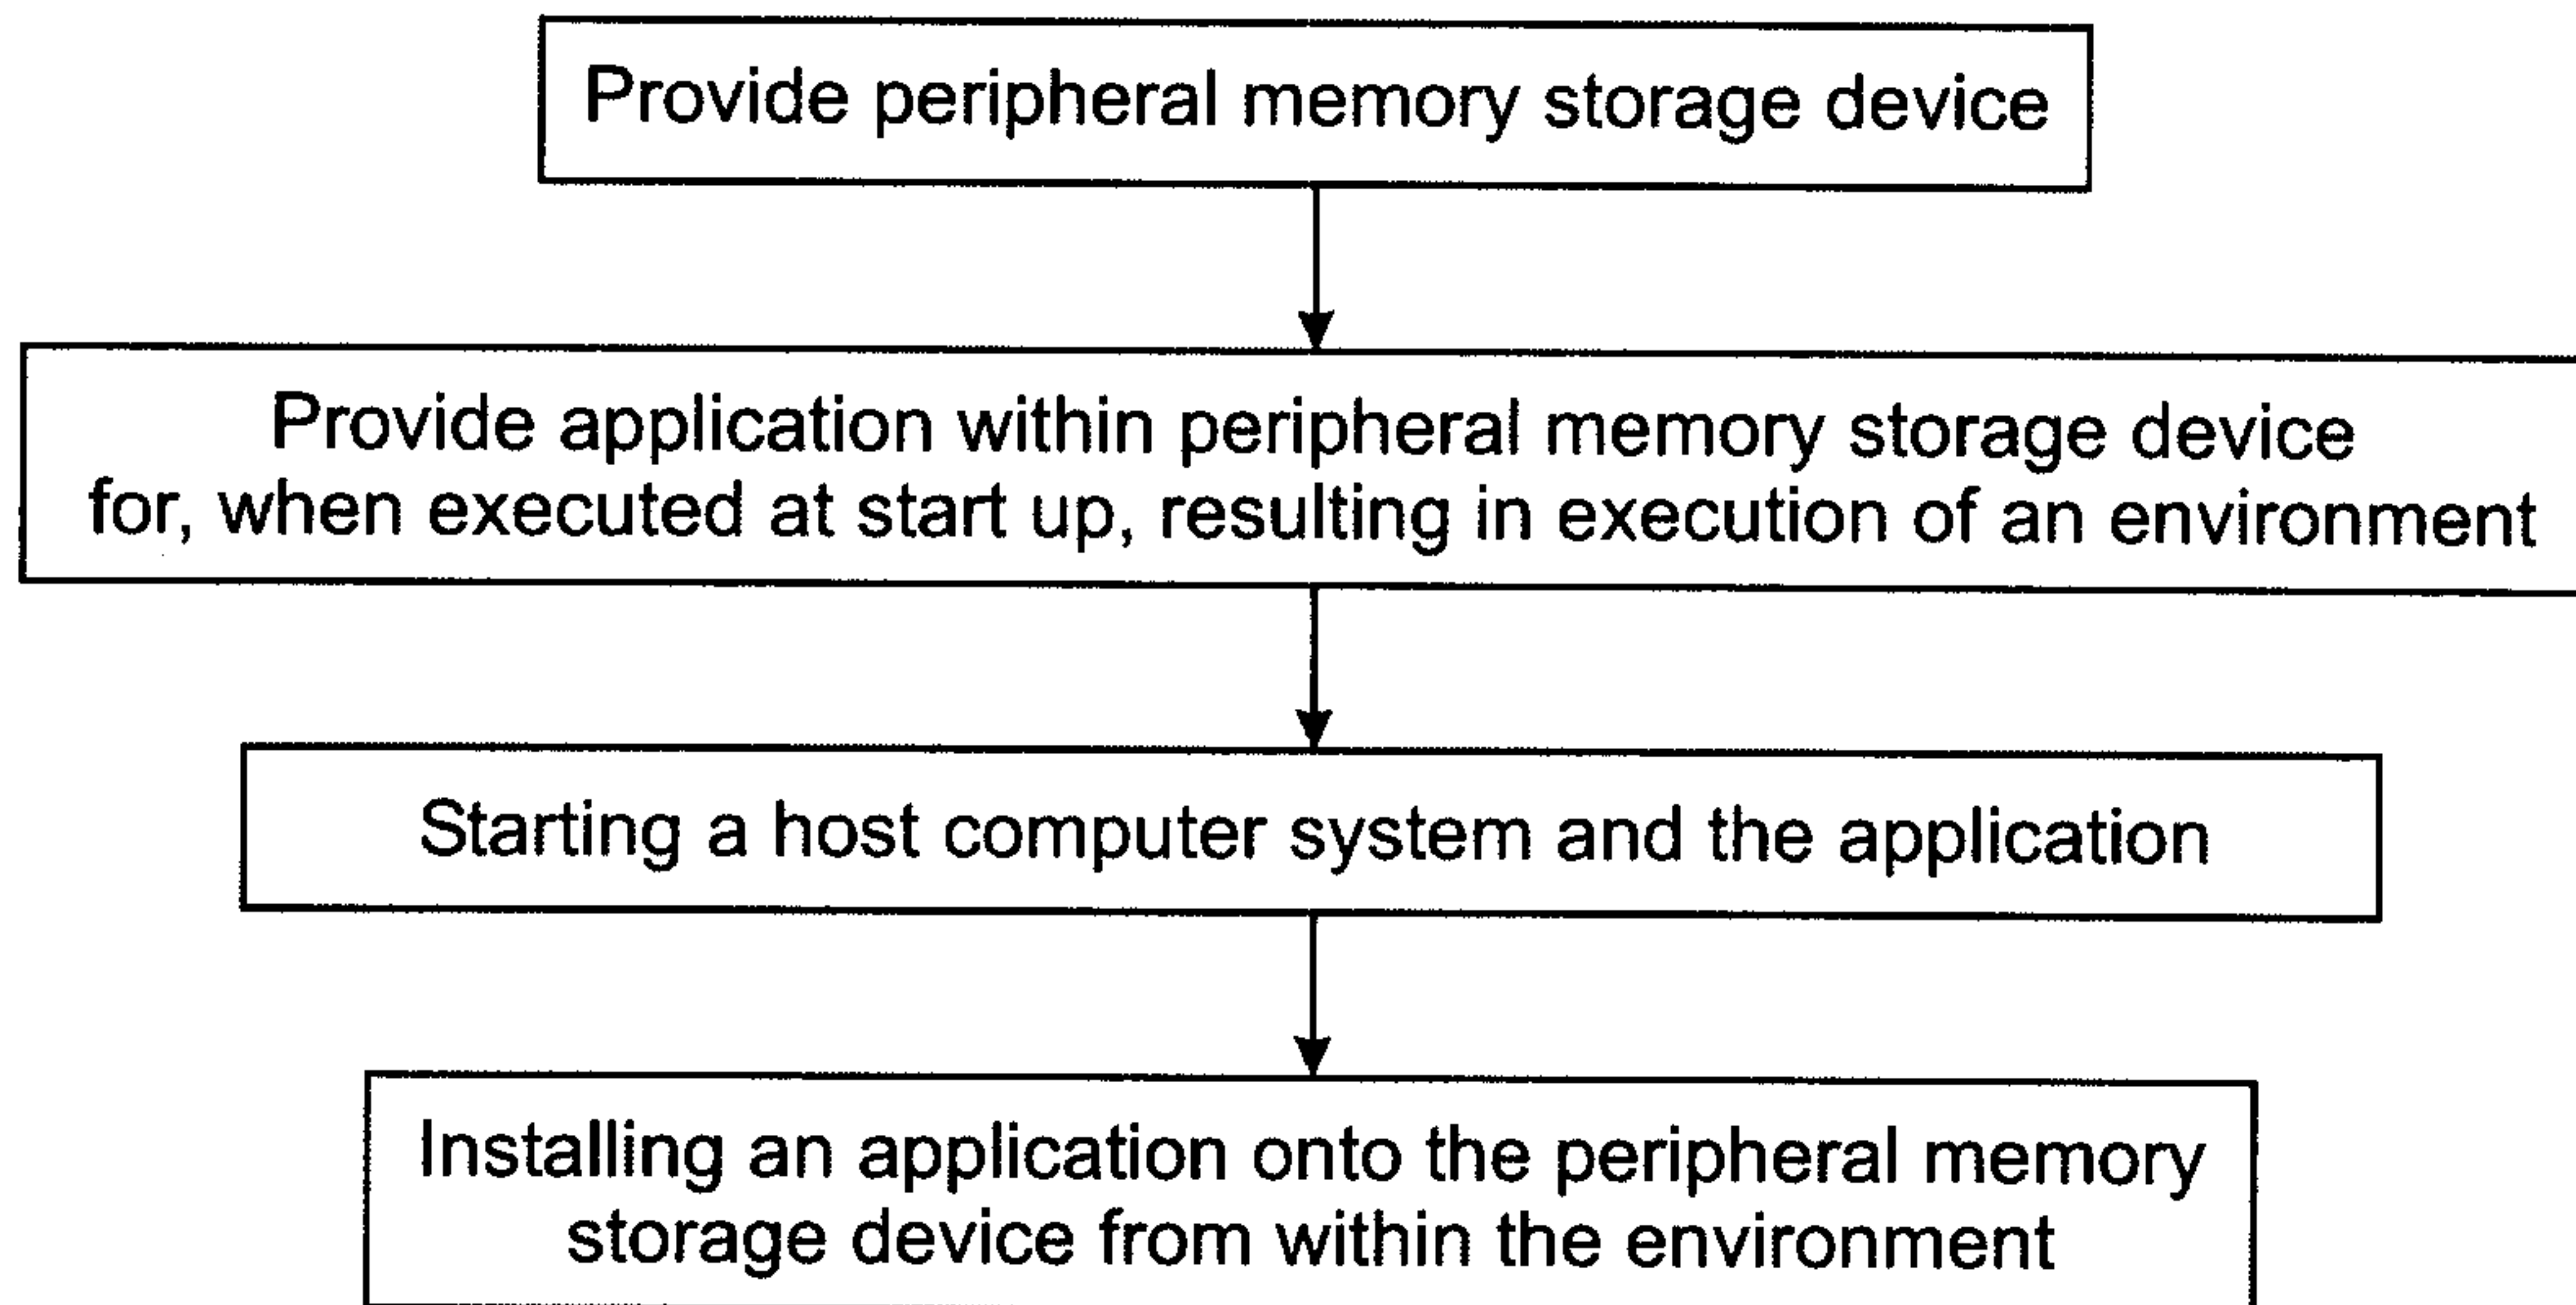 Provide peripheral memory storage device
Provide application within peripheral memory storage device
for, when executed at start up, resulting in execution of an environment
Starting a host computer system and the application
Installing an application onto the peripheral memory
storage device from within the environment